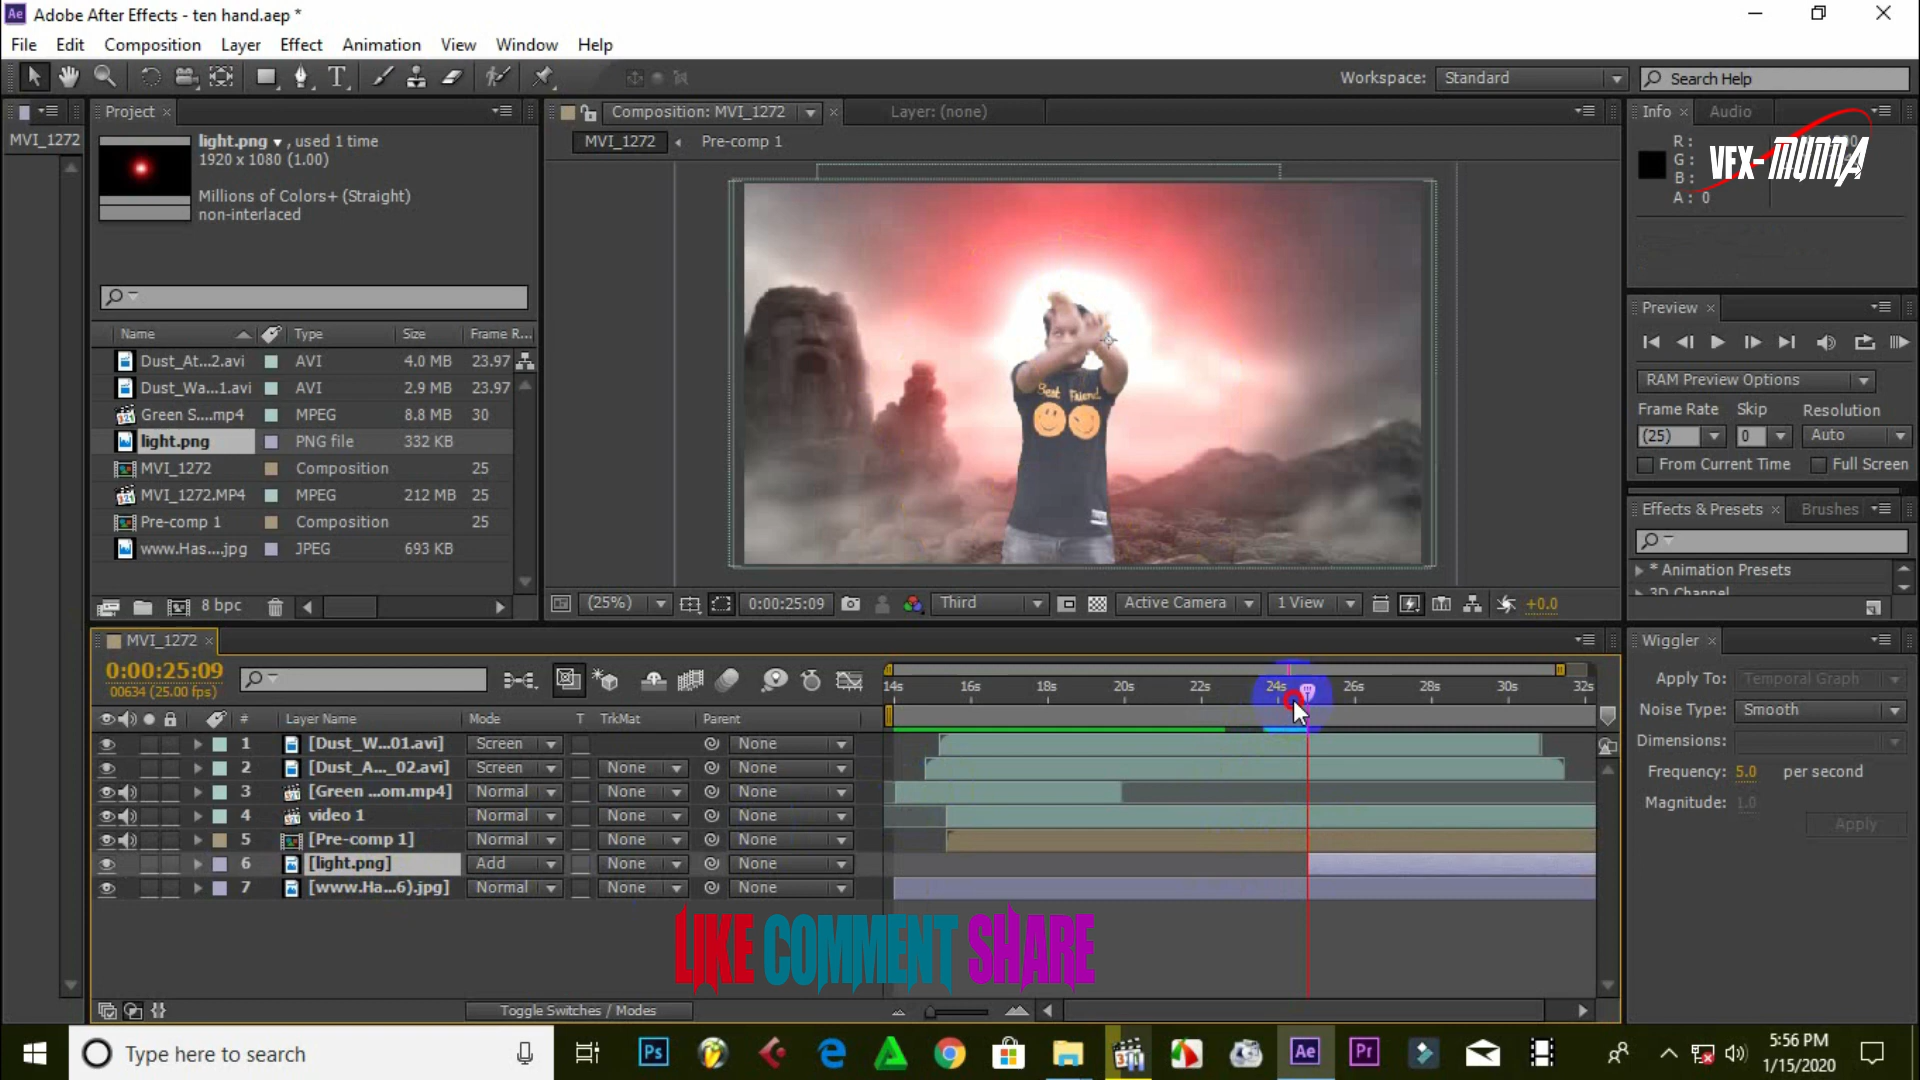 Adobe After Effects - ten hand.aep *
File Edit Composition Layer Effect Animation View Window Help
Workspace: Standard Search Help
MVI_1272
Project
light.png , used 1 time
1920 x 1080 (1.00)
Millions of Colors+ (Straight)
non-interlaced
Name Type Size Frame R...
Dust_At...2.avi AVI 4.0 MB 23.97
Dust_Wa...1.avi AVI 2.9 MB 23.97
Green S....mp4 MPEG 8.8 MB 30
light.png PNG file 332 KB
MVI_1272 Composition 25
MVI_1272.MP4 MPEG 212 MB 25
Pre-comp 1 Composition 25
www.Has....jpg JPEG 693 KB
8 bpc
Composition: MVI_1272 Layer: (none)
MVI_1272 Pre-comp 1
Best Friend
(25%) 0:00:25:09 Third Active Camera 1 View +0.0
Info Audio
R :
G :
B :
A : 0
VFX-MUNNA
Preview
RAM Preview Options
Frame Rate Skip Resolution
(25) 0 Auto
From Current Time Full Screen
Effects & Presets Brushes
* Animation Presets
3D Channel
MVI_1272
0:00:25:09
00634 (25.00 fps)
14s 16s 18s 20s 22s 24s 26s 28s 30s 32s
# Layer Name Mode T TrkMat Parent
1 [Dust_W...01.avi] Screen None
2 [Dust_A..._02.avi] Screen None None
3 [Green ...om.mp4] Normal None None
4 video 1 Normal None None
5 [Pre-comp 1] Normal None None
6 [light.png] Add None None
7 [www.Ha...6).jpg] Normal None None
LIKE COMMENT SHARE
Toggle Switches / Modes
Wiggler
Apply To: Temporal Graph
Noise Type: Smooth
Dimensions:
Frequency: 5.0 per second
Magnitude: 1.0
Apply
Type here to search
Ps
Ae
Pr
5:56 PM
1/15/2020